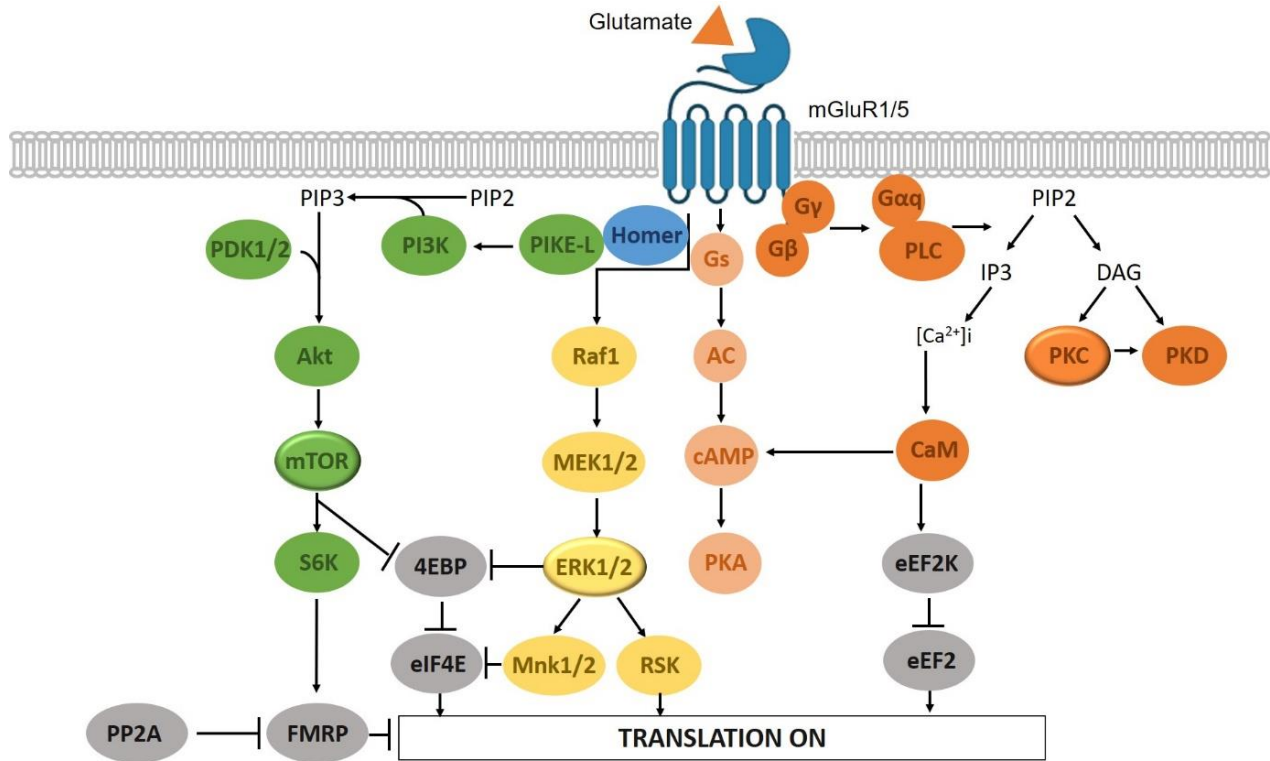 Glutamate
mGluR1/5
PIP3
PIP2
Gγ
Gαq
PIP2
PDK1/2
PI3K
PIKE-L
Homer
Gs
Gβ
PLC
IP3
DAG
Akt
Raf1
AC
[Ca²⁺]i
PKC
PKD
mTOR
MEK1/2
cAMP
CaM
S6K
4EBP
ERK1/2
PKA
eEF2K
eIF4E
Mnk1/2
RSK
eEF2
PP2A
FMRP
TRANSLATION ON